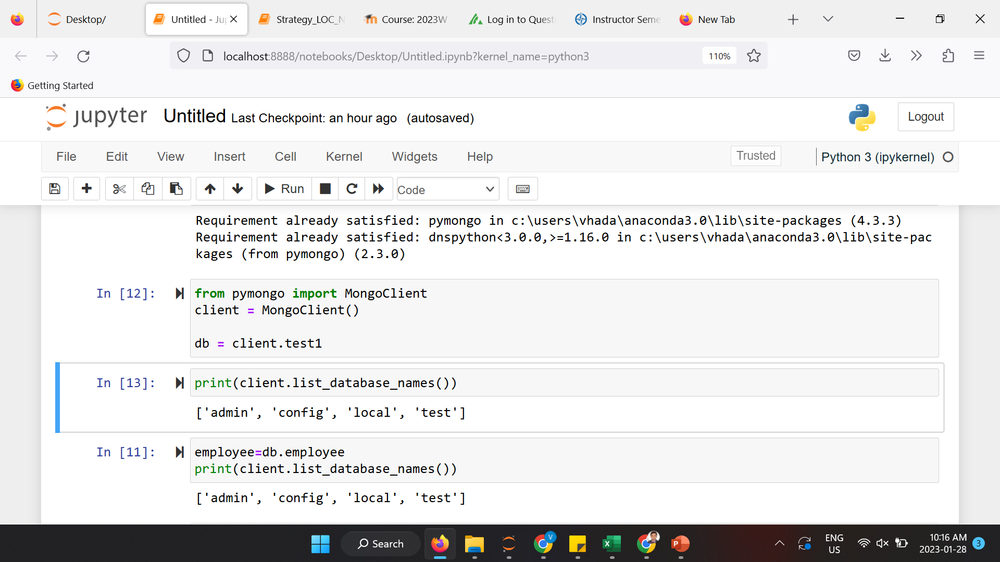 Desktop/
Untitled - Ju
Strategy_LOC_N
Course: 2023W
Log in to Quest
Instructor Seme
New Tab
localhost:8888/notebooks/Desktop/Untitled.ipynb?kernel_name=python3
110%
Getting Started
jupyter Untitled Last Checkpoint: an hour ago (autosaved)
Logout
File Edit View Insert Cell Kernel Widgets Help
Trusted
Python 3 (ipykernel)
Run
Code
Requirement already satisfied: pymongo in c:\users\vhada\anaconda3.0\lib\site-packages (4.3.3)
Requirement already satisfied: dnspython<3.0.0,>=1.16.0 in c:\users\vhada\anaconda3.0\lib\site-pac
kages (from pymongo) (2.3.0)
In [12]:
from pymongo import MongoClient
client = MongoClient()
db = client.test1
In [13]:
print(client.list_database_names())
['admin', 'config', 'local', 'test']
In [11]:
employee=db.employee
print(client.list_database_names())
['admin', 'config', 'local', 'test']
Search
V
X
P
ENG
US
10:16 AM
2023-01-28
3